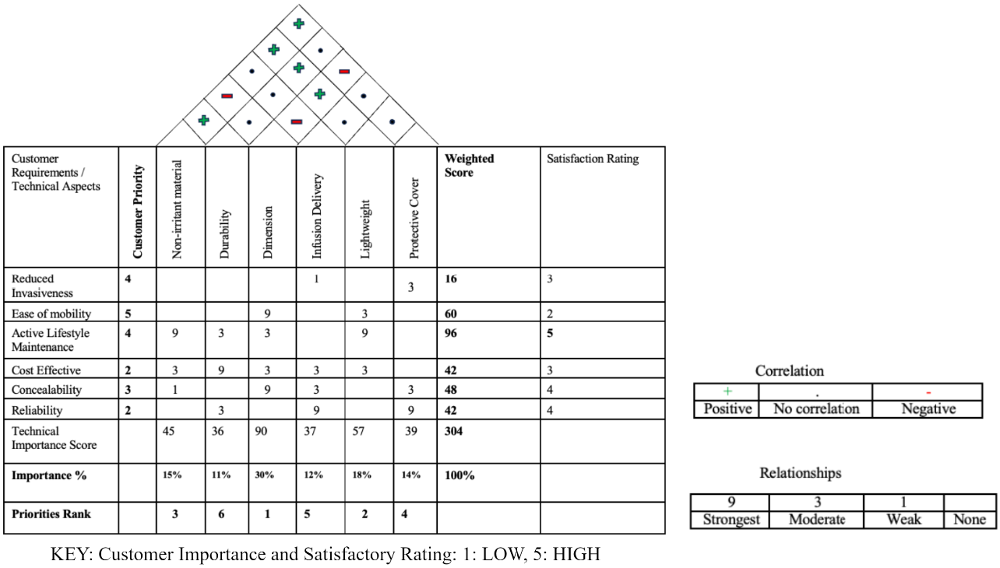 Customer Requirements / Technical Aspects Customer Priority Non-irritant material Durability Dimension Infusion Delivery Lightweight Protective Cover Weighted Score Satisfaction Rating
Reduced Invasiveness 4 1 3 16 3
Ease of mobility 5 9 3 60 2
Active Lifestyle Maintenance 4 9 3 3 9 96 5
Cost Effective 2 3 9 3 3 3 42 3
Concealability 3 1 9 3 3 48 4
Reliability 2 3 9 9 42 4
Technical Importance Score 45 36 90 37 57 39 304
Importance % 15% 11% 30% 12% 18% 14% 100%
Priorities Rank 3 6 1 5 2 4
Correlation
+ . -
Positive No correlation Negative
Relationships
9 3 1
Strongest Moderate Weak None
KEY: Customer Importance and Satisfactory Rating: 1: LOW, 5: HIGH